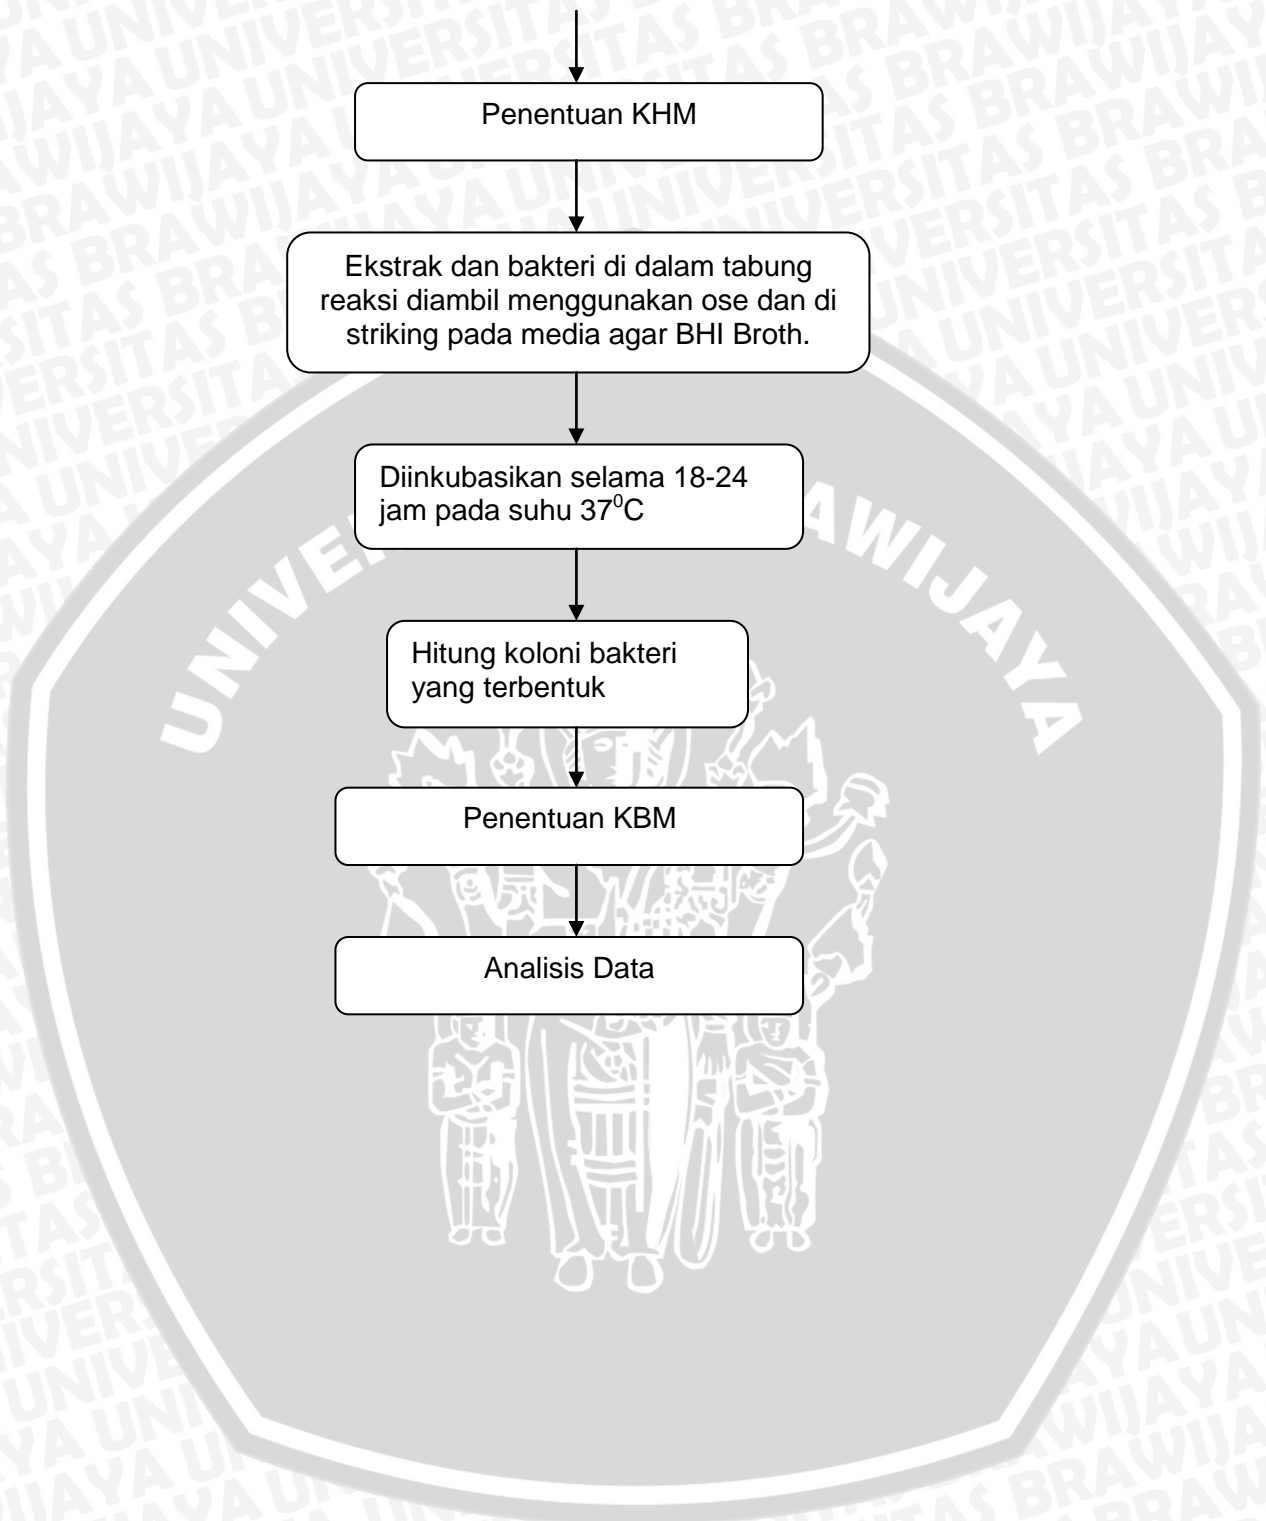 Penentuan KHM
Ekstrak dan bakteri di dalam tabung
reaksi diambil menggunakan ose dan di
striking pada media agar BHI Broth.
Diinkubasikan selama 18-24
jam pada suhu 37⁰C
Hitung koloni bakteri
yang terbentuk
Penentuan KBM
Analisis Data